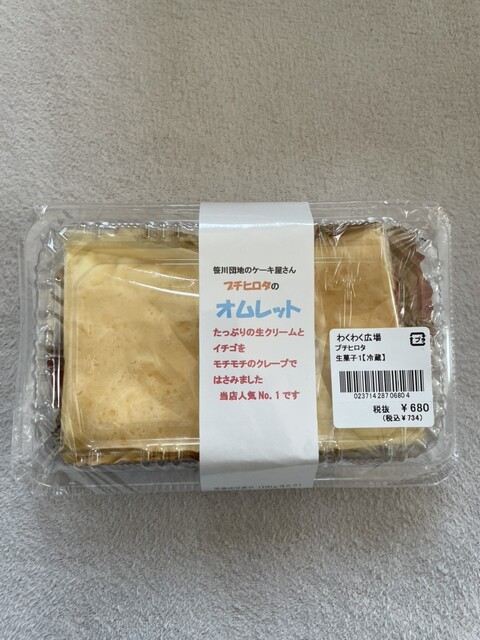 笹川団地のケーキ屋さん
プチヒロタの
オムレット
たっぷりの生クリームと
イチゴを
モチモチのクレープで
はさみました
当店人気No.1です
わくわく広場
プチヒロタ
生菓子1【冷蔵】
プラ
02371428706804
税抜 ¥680
(税込¥734)